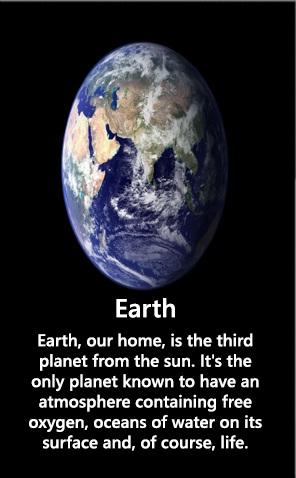 Earth
Earth, our home, is the third
planet from the sun. It's the
only planet known to have an
atmosphere containing free
oxygen, oceans of water on its
surface and, of course, life.